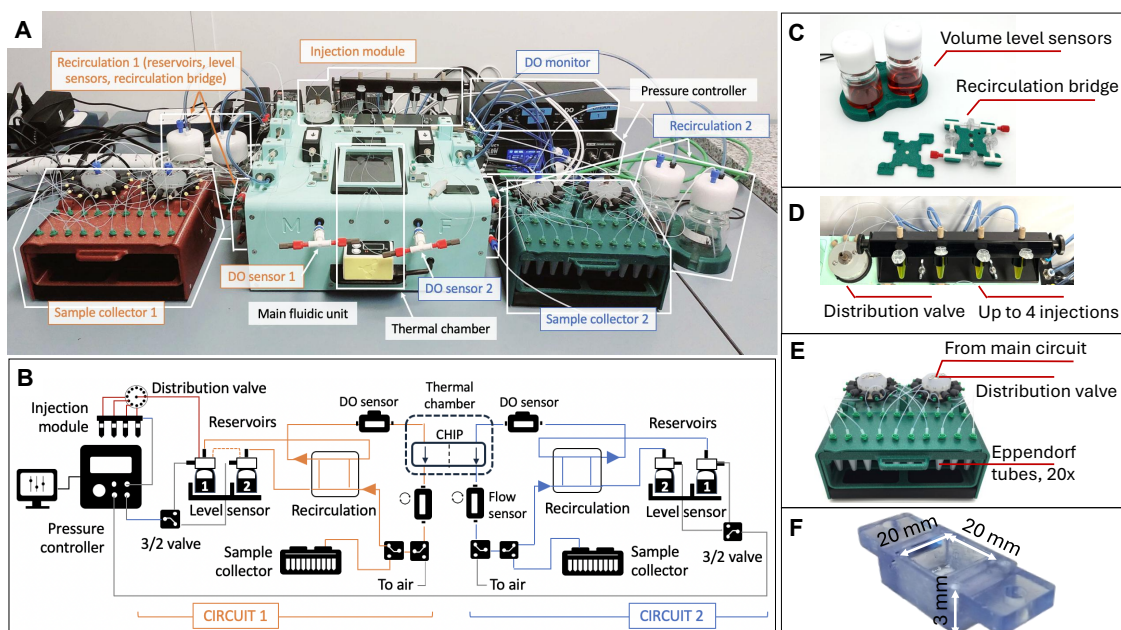 A
Injection module
Recirculation 1 (reservoirs, level
sensors, recirculation bridge)
DO monitor
Pressure controller
Recirculation 2
M
F
DO
DO sensor 1
DO sensor 2
Sample collector 1
Main fluidic unit
Thermal chamber
Sample collector 2
B
Distribution valve
Injection
module
Reservoirs
DO sensor
Thermal
chamber
DO sensor
Reservoirs
CHIP
1
2
2
1
Level sensor
Recirculation
Flow
sensor
Recirculation
Level sensor
Pressure
controller
3/2 valve
3/2 valve
Sample
collector
Sample
collector
To air
To air
CIRCUIT 1
CIRCUIT 2
C
Volume level sensors
Recirculation bridge
D
Distribution valve
Up to 4 injections
E
From main circuit
Distribution valve
Eppendorf
tubes, 20x
F
20 mm
20 mm
3 mm